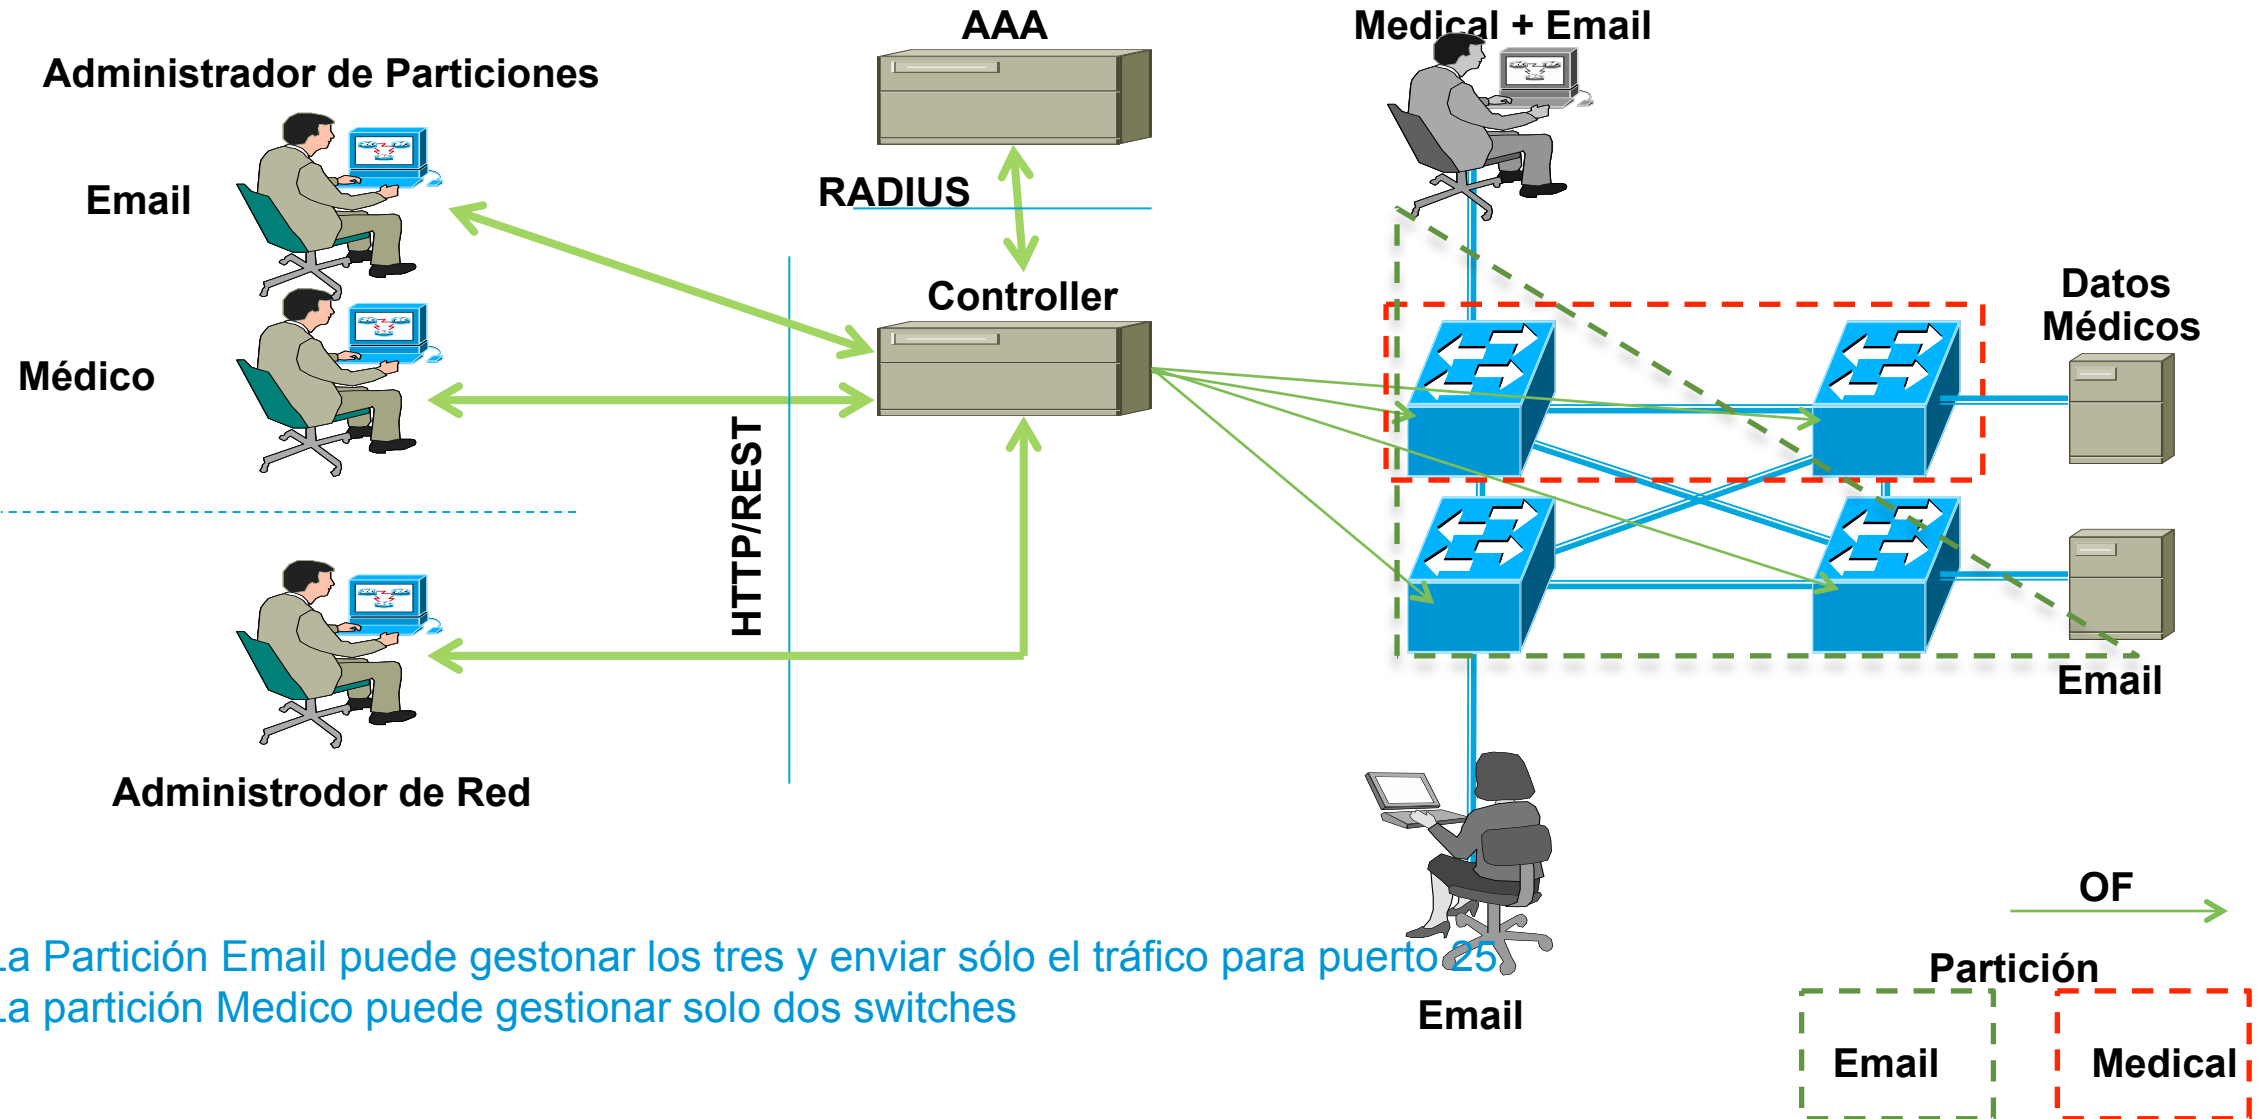 AAA
Medical + Email
Administrador de Particiones
Email
RADIUS
Controller
Datos
Médicos
Médico
HTTP/REST
Email
Administrodor de Red
OF
La Partición Email puede gestonar los tres y enviar sólo el tráfico para puerto 25
La partición Medico puede gestionar solo dos switches
Email
Partición
Email
Medical